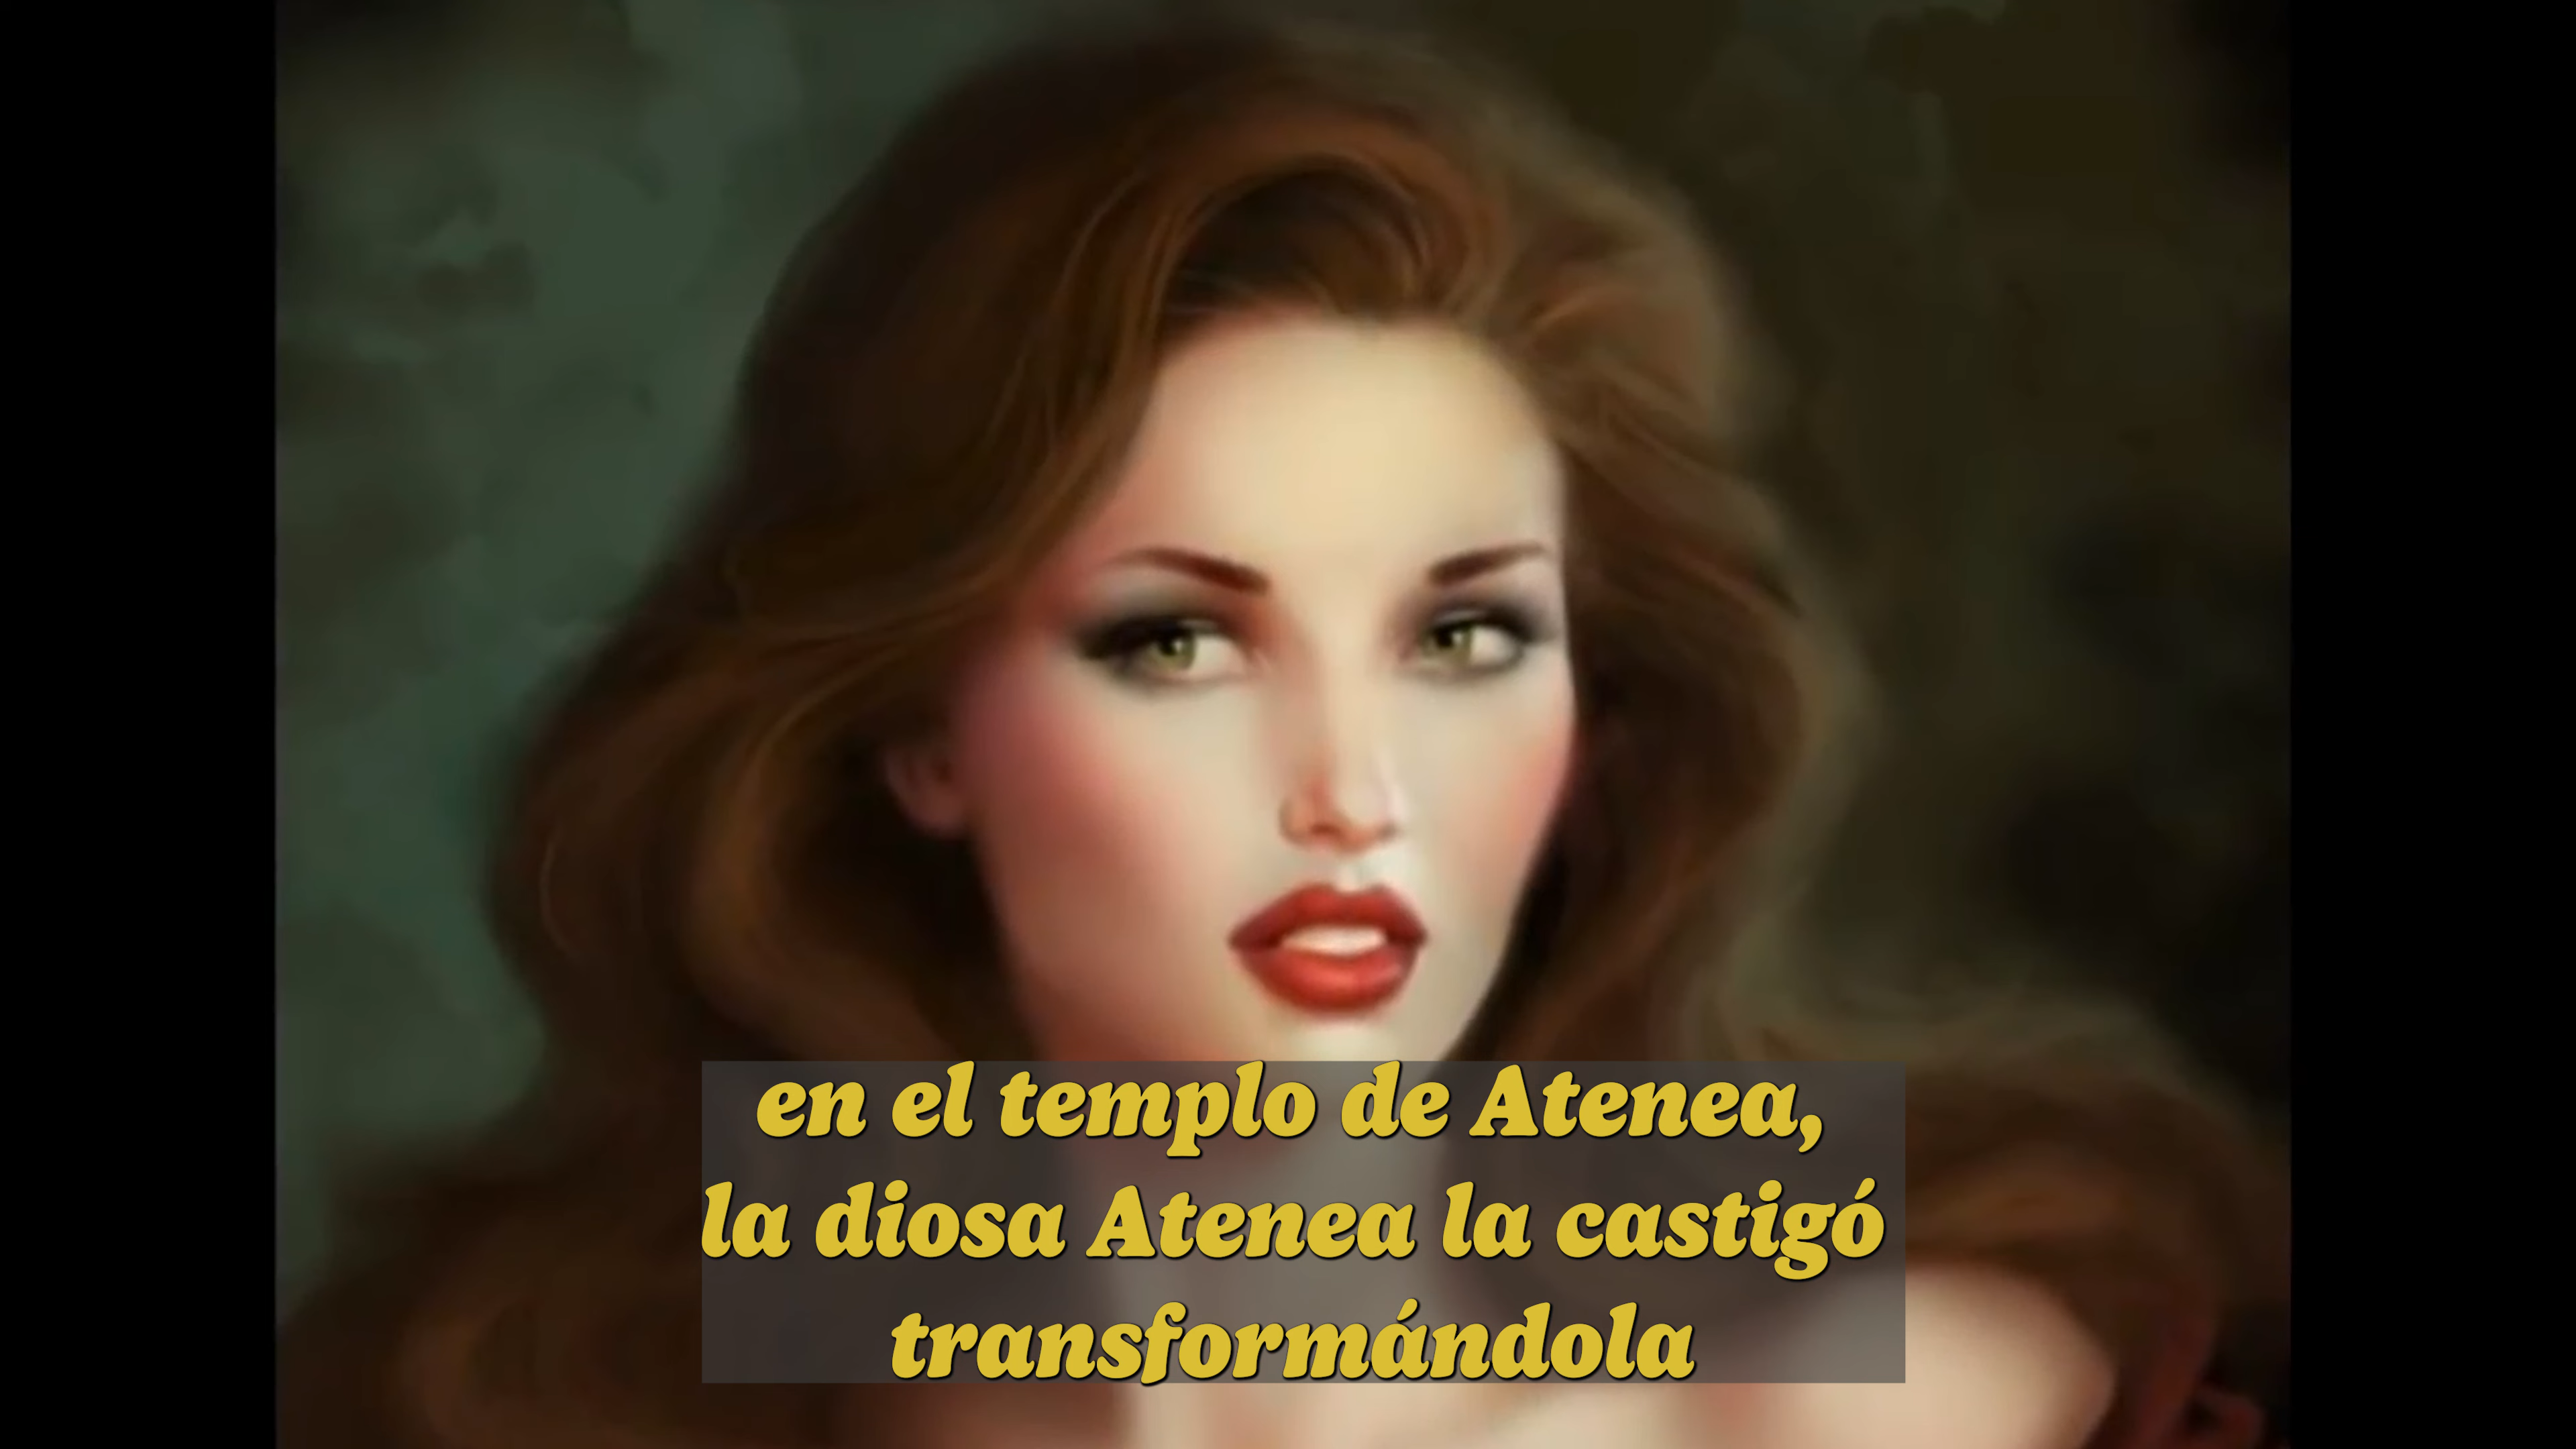 en el templo de Atenea,
la diosa Atenea la castigó
transformándola